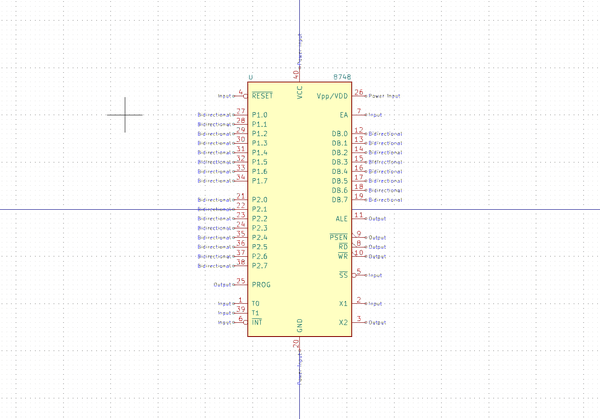 Power Input
U 8748
40
VCC
Input 4 RESET Vpp/VDD 26 Power Input
Bidirectional 27 P1.0 EA 7 Input
Bidirectional 28 P1.1
Bidirectional 29 P1.2 DB.0 12 Bidirectional
Bidirectional 30 P1.3 DB.1 13 Bidirectional
Bidirectional 31 P1.4 DB.2 14 Bidirectional
Bidirectional 32 P1.5 DB.3 15 Bidirectional
Bidirectional 33 P1.6 DB.4 16 Bidirectional
Bidirectional 34 P1.7 DB.5 17 Bidirectional
DB.6 18 Bidirectional
Bidirectional 21 P2.0 DB.7 19 Bidirectional
Bidirectional 22 P2.1
Bidirectional 23 P2.2 ALE 11 Output
Bidirectional 24 P2.3
Bidirectional 35 P2.4 PSEN 9 Output
Bidirectional 36 P2.5 RD 8 Output
Bidirectional 37 P2.6 WR 10 Output
Bidirectional 38 P2.7
SS 5 Input
Output 25 PROG
Input 1 T0 X1 2 Input
Input 39 T1
Input 6 INT X2 3 Output
GND
20
Power Input